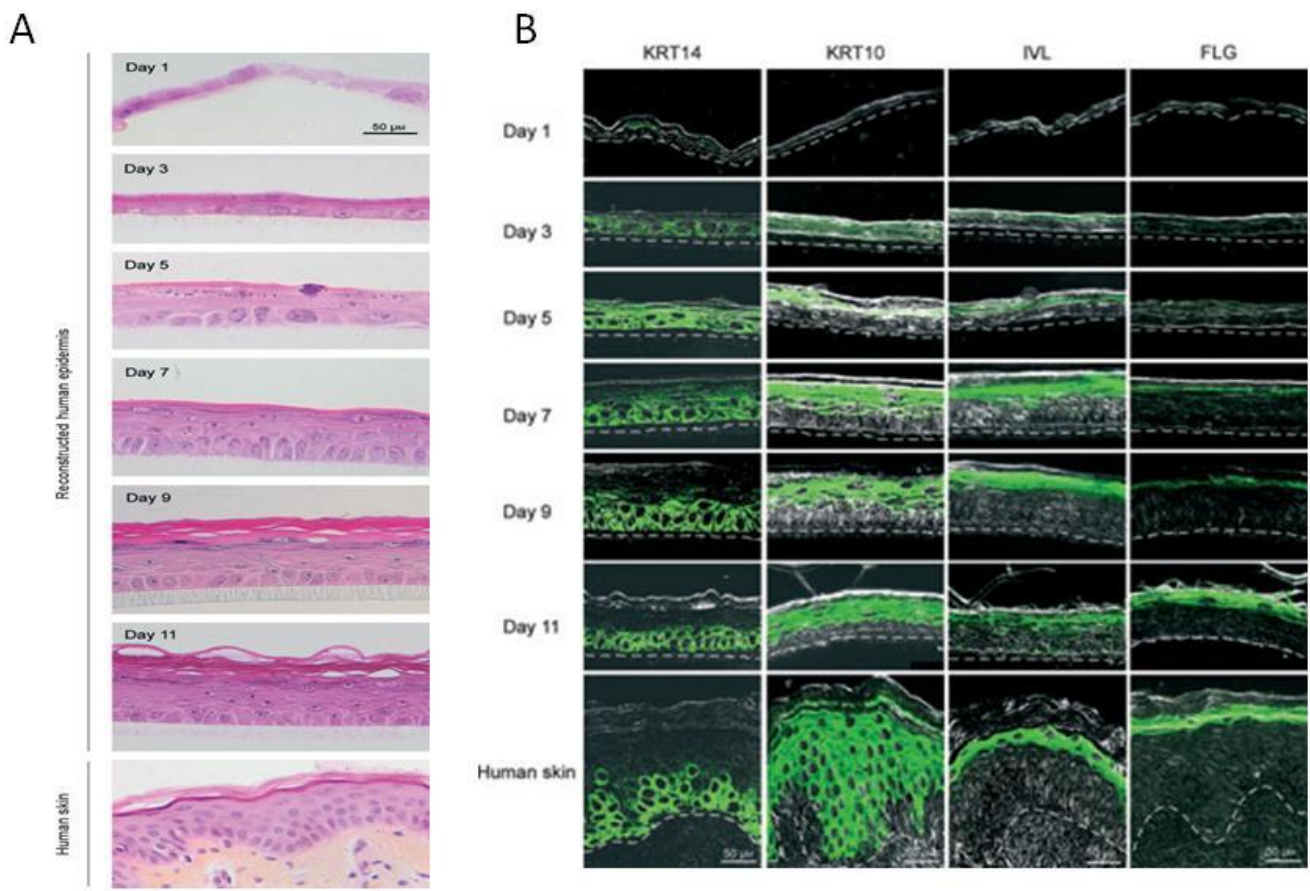 A
Day 1
50 µм
Day 3
Day 5
Day 7
Day 9
Day 11
Reconstructed human epidermis
Human skin
B
KRT14 KRT10 IVL FLG
Day 1
Day 3
Day 5
Day 7
Day 9
Day 11
Human skin
50 µm
50 µm